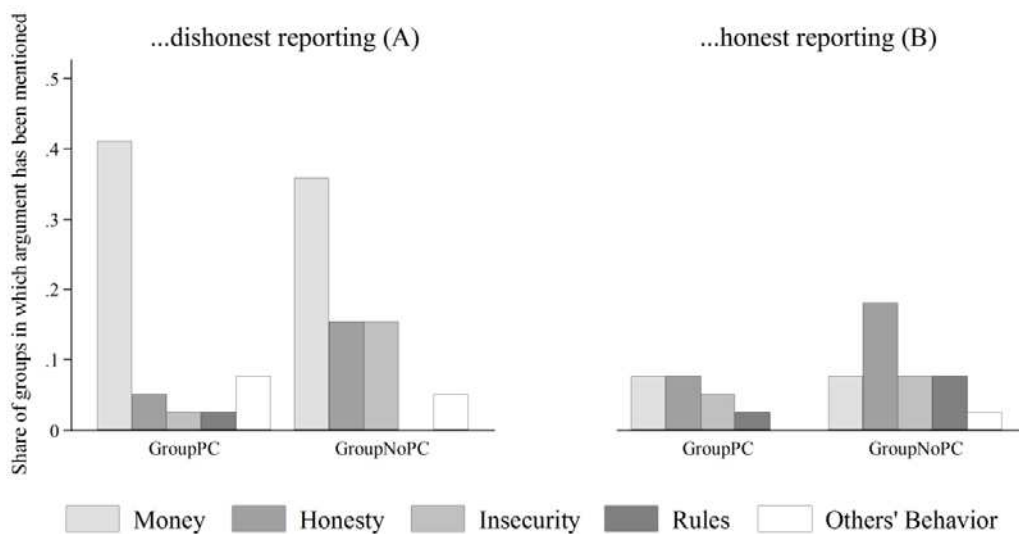 ...dishonest reporting (A)
...honest reporting (B)
Share of groups in which argument has been mentioned
.5
.4
.3
.2
.1
0
GroupPC
GroupNoPC
GroupPC
GroupNoPC
Money
Honesty
Insecurity
Rules
Others' Behavior